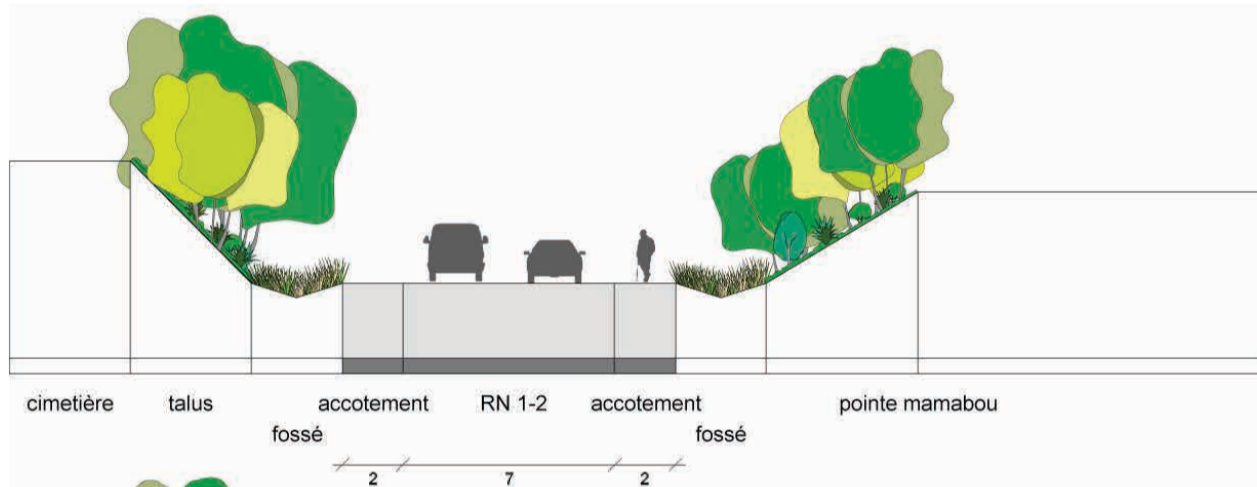 cimetière talus accotement RN 1-2 accotement pointe mamabou
fossé fossé
2 7 2